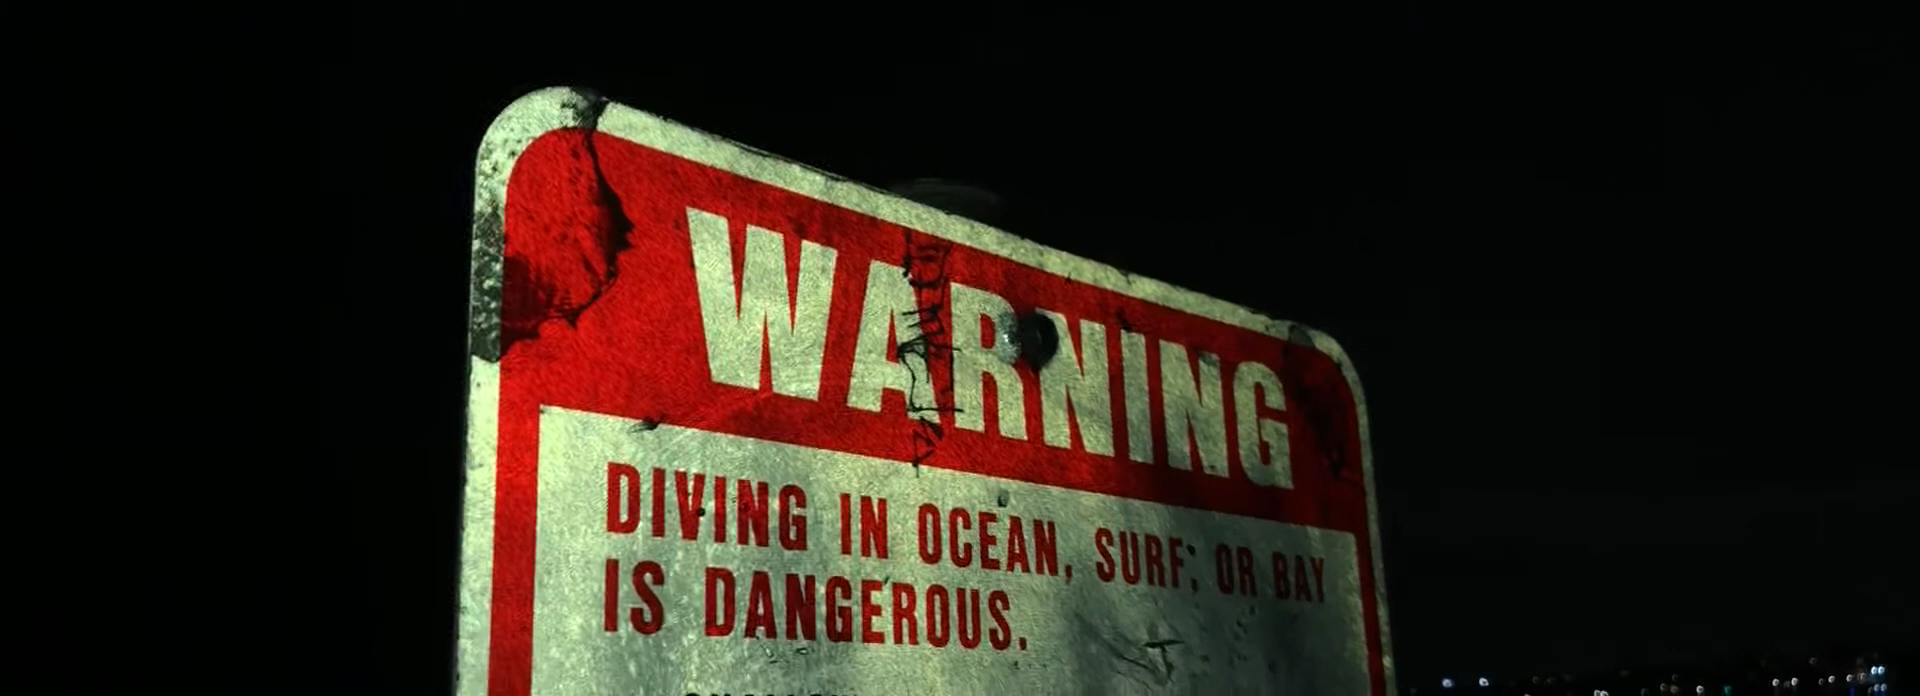 WARNING
DIVING IN OCEAN, SURF, OR BAY
IS DANGEROUS.